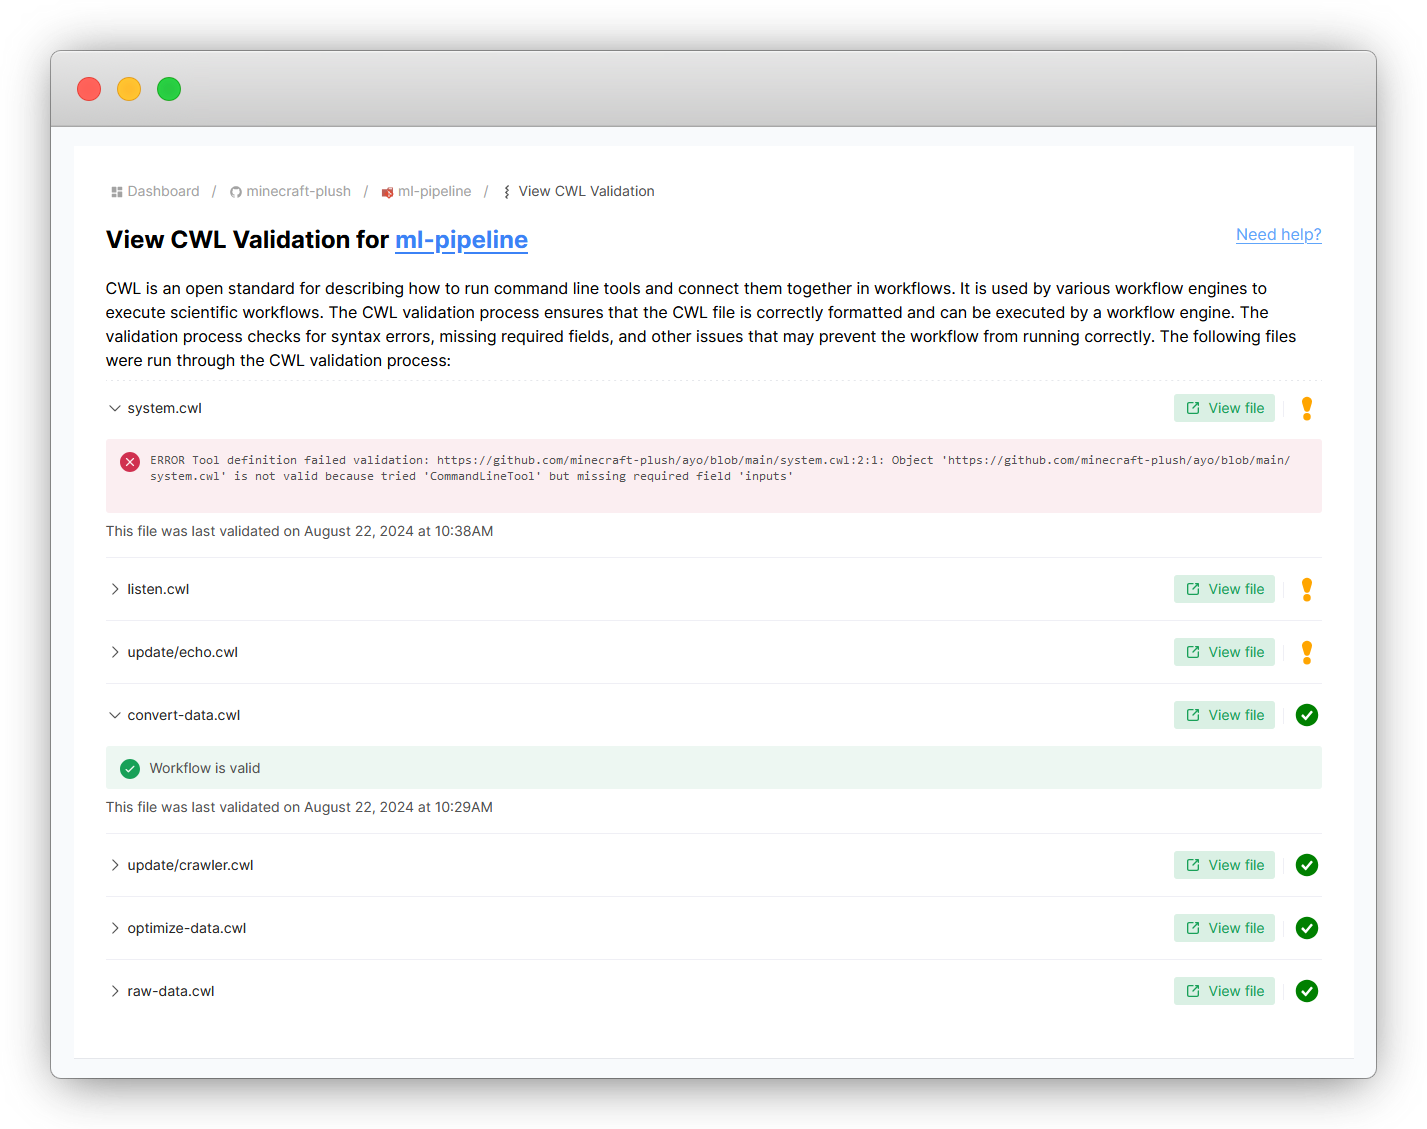 Dashboard / minecraft-plush / ml-pipeline / View CWL Validation
View CWL Validation for ml-pipeline
Need help?
CWL is an open standard for describing how to run command line tools and connect them together in workflows. It is used by various workflow engines to
execute scientific workflows. The CWL validation process ensures that the CWL file is correctly formatted and can be executed by a workflow engine. The
validation process checks for syntax errors, missing required fields, and other issues that may prevent the workflow from running correctly. The following files
were run through the CWL validation process:
system.cwl
View file
ERROR Tool definition failed validation: https://github.com/minecraft-plush/ayo/blob/main/system.cwl:2:1: Object 'https://github.com/minecraft-plush/ayo/blob/main/
system.cwl' is not valid because tried 'CommandLineTool' but missing required field 'inputs'
This file was last validated on August 22, 2024 at 10:38AM
listen.cwl
View file
update/echo.cwl
View file
convert-data.cwl
View file
Workflow is valid
This file was last validated on August 22, 2024 at 10:29AM
update/crawler.cwl
View file
optimize-data.cwl
View file
raw-data.cwl
View file